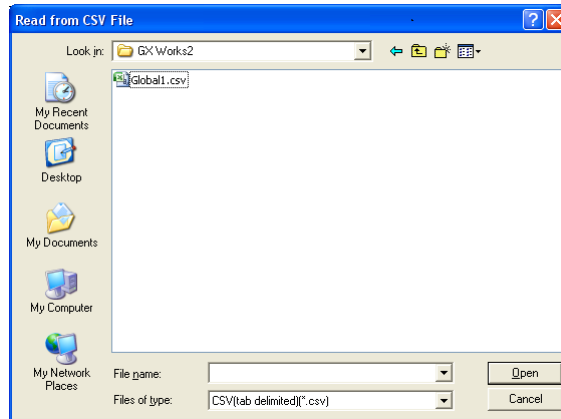 Read from CSV File
Look in: GX Works2
Global1.csv
My Recent
Documents
Desktop
My Documents
My Computer
My Network
Places
File name:
Open
Files of type: CSV(tab delimited)(*.csv)
Cancel